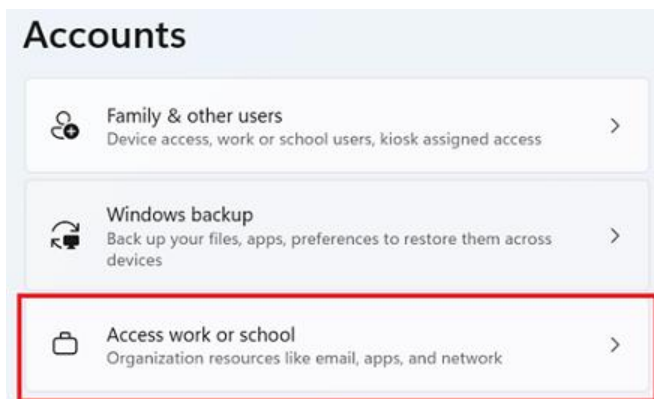 Accounts
Family & other users
Device access, work or school users, kiosk assigned access
Windows backup
Back up your files, apps, preferences to restore them across
devices
Access work or school
Organization resources like email, apps, and network